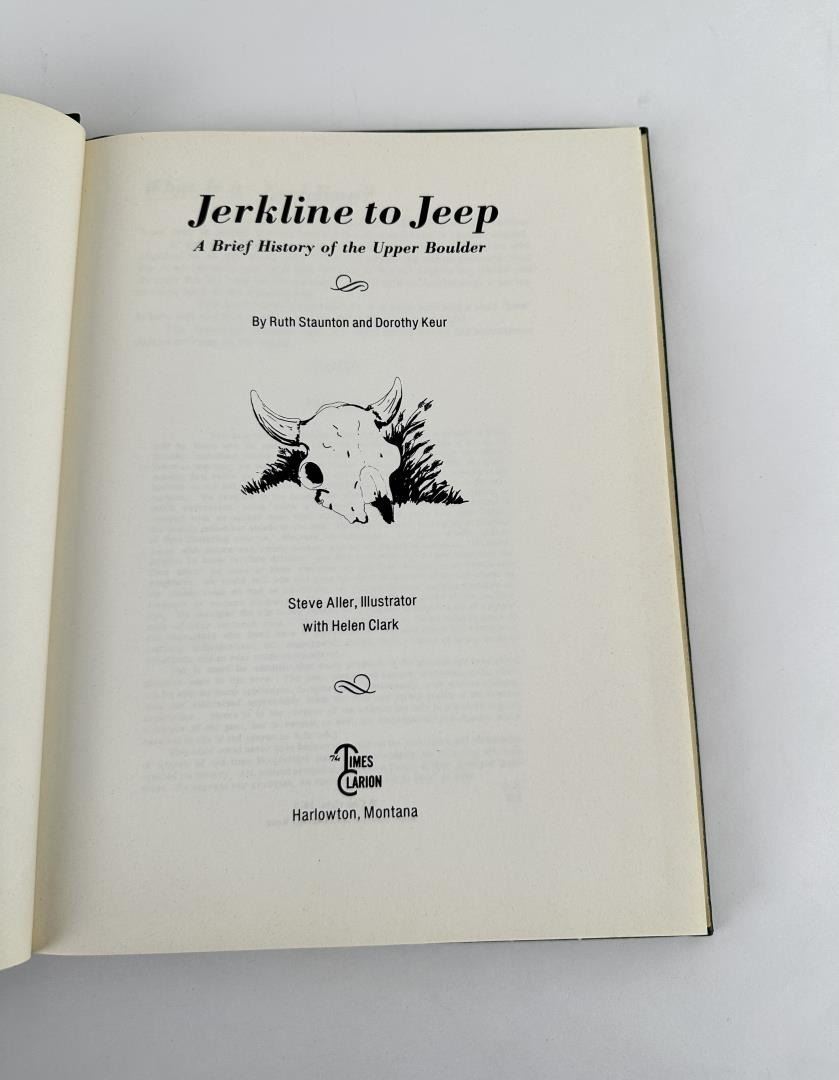 Jerkline to Jeep
A Brief History of the Upper Boulder
By Ruth Staunton and Dorothy Keur
Steve Aller, Illustrator
with Helen Clark
The TIMES
CLARION
Harlowton, Montana